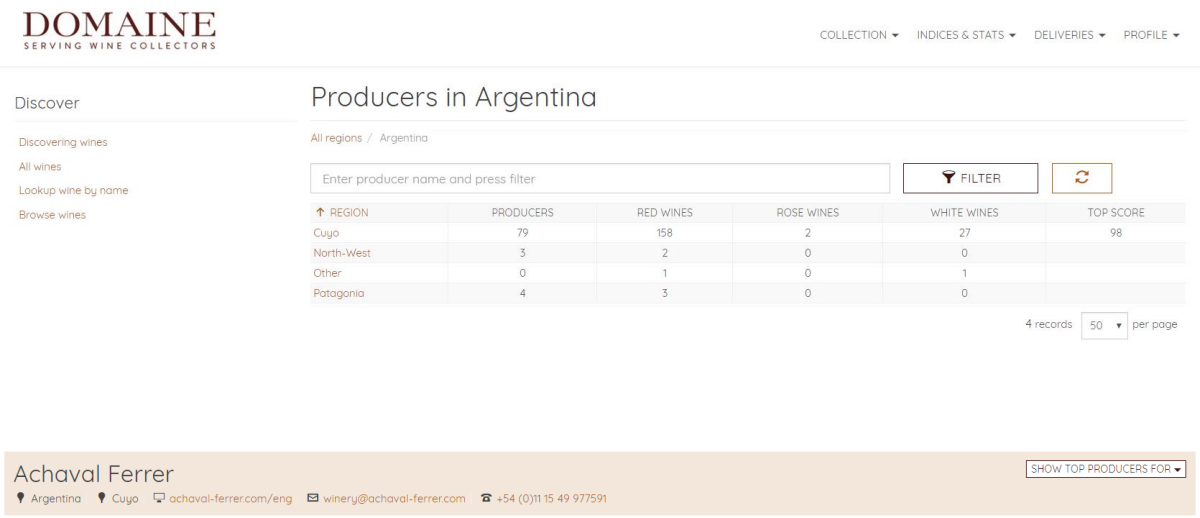 DOMAINE
SERVING WINE COLLECTORS
COLLECTION INDICES & STATS DELIVERIES PROFILE
Discover
Discovering wines
All wines
Lookup wine by name
Browse wines
Producers in Argentina
All regions / Argentina
Enter producer name and press filter FILTER
REGION PRODUCERS RED WINES ROSE WINES WHITE WINES TOP SCORE
Cuyo 79 158 2 27 98
North-West 3 2 0 0
Other 0 1 0 1
Patagonia 4 3 0 0
4 records 50 per page
Achaval Ferrer SHOW TOP PRODUCERS FOR
Argentina Cuyo achaval-ferrer.com/eng winery@achaval-ferrer.com +54 (0)11 15 49 977591